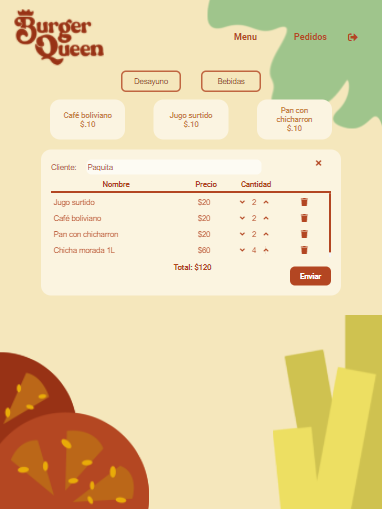 Burger
Queen
Menu Pedidos
Desayuno Bebidas
Café boliviano
$.10
Jugo surtido
$.10
Pan con
chicharron
$.10
Cliente: Paquita
Nombre Precio Cantidad
Jugo surtido $20 2
Café boliviano $20 2
Pan con chicharron $20 2
Chicha morada 1L $60 4
Total: $120
Enviar